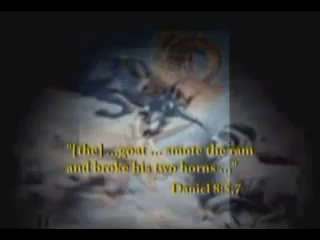 "[the] ...goat ... smote the ram
and broke his two horns ..."
Daniel 8:5,7